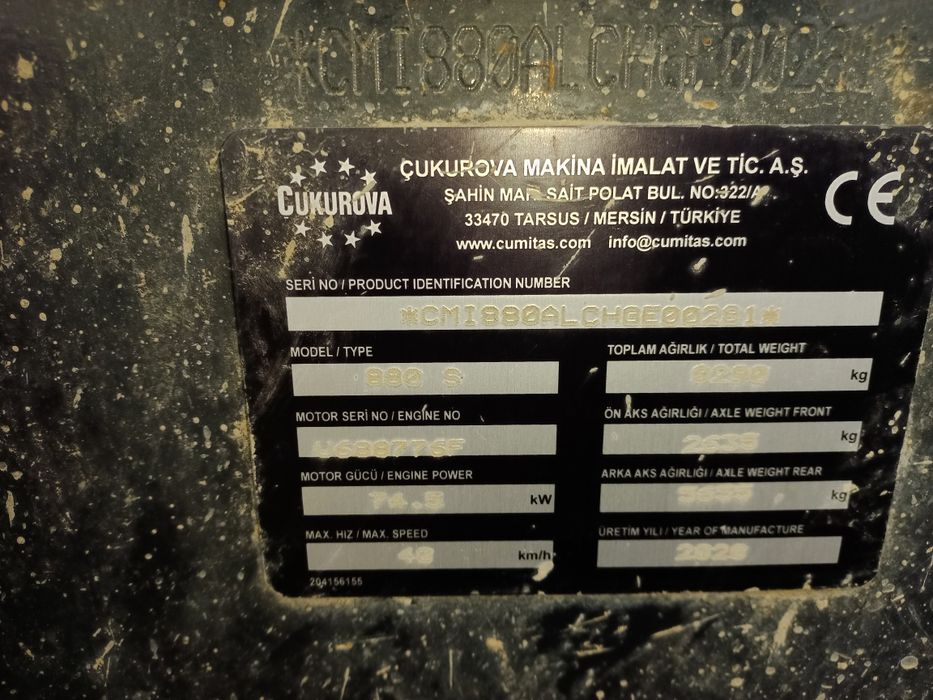 *CMI880ALCHGE00281*
ÇUKUROVA
ÇUKUROVA MAKİNA İMALAT VE TİC. A.Ş.
ŞAHİN MAH. SAİT POLAT BUL. NO:322/A
33470 TARSUS / MERSİN / TÜRKİYE
www.cumitas.com info@cumitas.com
CE
SERİ NO / PRODUCT IDENTIFICATION NUMBER
*CMI880ALCHGE00281*
MODEL / TYPE
880 S
TOPLAM AĞIRLIK / TOTAL WEIGHT
kg
MOTOR SERİ NO / ENGINE NO
ÖN AKS AĞIRLIĞI / AXLE WEIGHT FRONT
kg
MOTOR GÜCÜ / ENGINE POWER
74.5 kW
ARKA AKS AĞIRLIĞI / AXLE WEIGHT REAR
kg
MAX. HIZ / MAX. SPEED
40 km/h
ÜRETİM YILI / YEAR OF MANUFACTURE
204156155